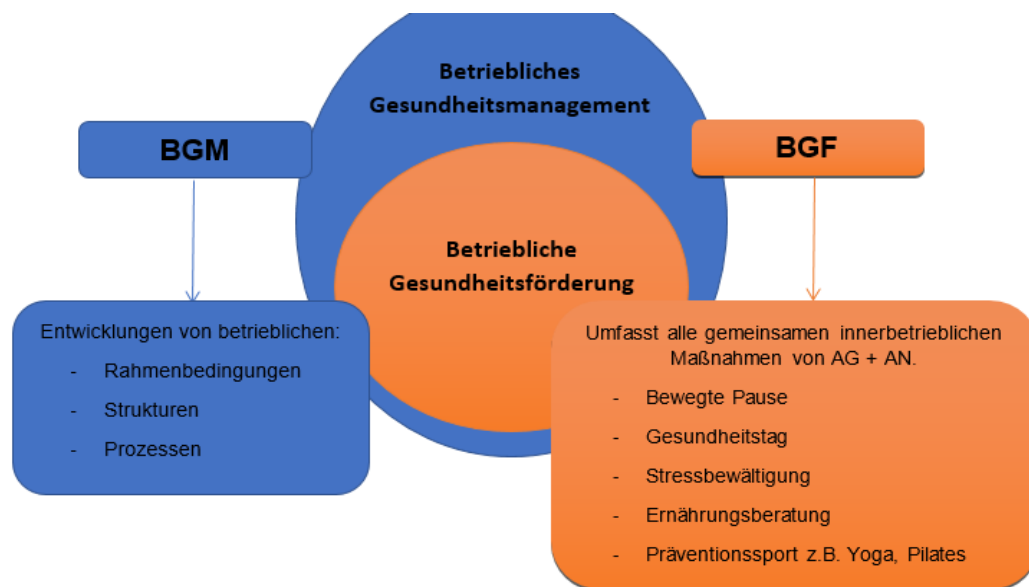 Betriebliches
Gesundheitsmanagement
BGM
BGF
Betriebliche
Gesundheitsförderung
Entwicklungen von betrieblichen:
- Rahmenbedingungen
- Strukturen
- Prozessen
Umfasst alle gemeinsamen innerbetrieblichen
Maßnahmen von AG + AN.
- Bewegte Pause
- Gesundheitstag
- Stressbewältigung
- Ernährungsberatung
- Präventionssport z.B. Yoga, Pilates